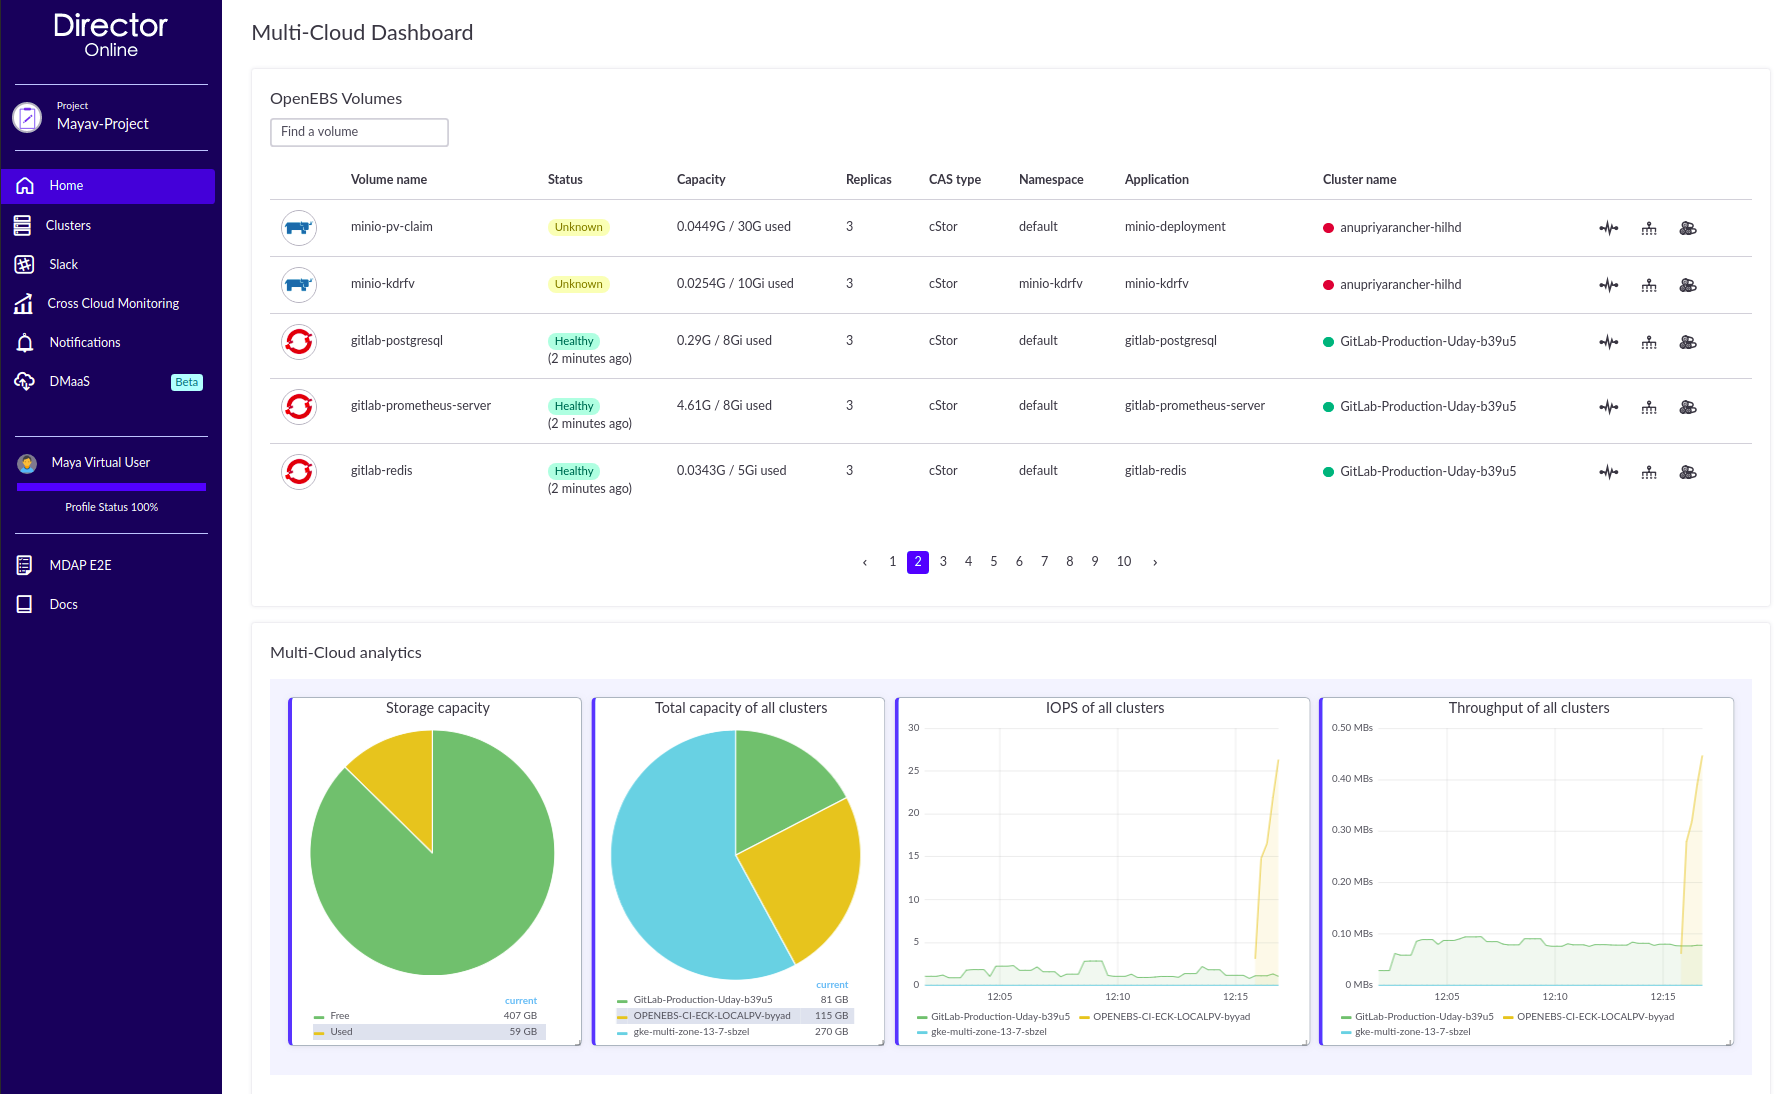 Director
Online
Project
Mayav-Project
Home
Clusters
Slack
Cross Cloud Monitoring
Notifications
DMaaS Beta
Maya Virtual User
Profile Status 100%
MDAP E2E
Docs
Multi-Cloud Dashboard
OpenEBS Volumes
Find a volume
Volume name Status Capacity Replicas CAS type Namespace Application Cluster name
minio-pv-claim Unknown 0.0449G / 30G used 3 cStor default minio-deployment anupriyarancher-hilhd
minio-kdrfv Unknown 0.0254G / 10Gi used 3 cStor minio-kdrfv minio-kdrfv anupriyarancher-hilhd
gitlab-postgresql Healthy 0.29G / 8Gi used 3 cStor default gitlab-postgresql GitLab-Production-Uday-b39u5
(2 minutes ago)
gitlab-prometheus-server Healthy 4.61G / 8Gi used 3 cStor default gitlab-prometheus-server GitLab-Production-Uday-b39u5
(2 minutes ago)
gitlab-redis Healthy 0.0343G / 5Gi used 3 cStor default gitlab-redis GitLab-Production-Uday-b39u5
(2 minutes ago)
‹ 1 2 3 4 5 6 7 8 9 10 ›
Multi-Cloud analytics
Storage capacity
current
Free 407 GB
Used 59 GB
Total capacity of all clusters
current
GitLab-Production-Uday-b39u5 81 GB
OPENEBS-CI-ECK-LOCALPV-byyad 115 GB
gke-multi-zone-13-7-sbzel 270 GB
IOPS of all clusters
30
25
20
15
10
5
0
12:05 12:10 12:15
GitLab-Production-Uday-b39u5 OPENEBS-CI-ECK-LOCALPV-byyad
gke-multi-zone-13-7-sbzel
Throughput of all clusters
0.50 MBs
0.40 MBs
0.30 MBs
0.20 MBs
0.10 MBs
0 MBs
12:05 12:10 12:15
GitLab-Production-Uday-b39u5 OPENEBS-CI-ECK-LOCALPV-byyad
gke-multi-zone-13-7-sbzel